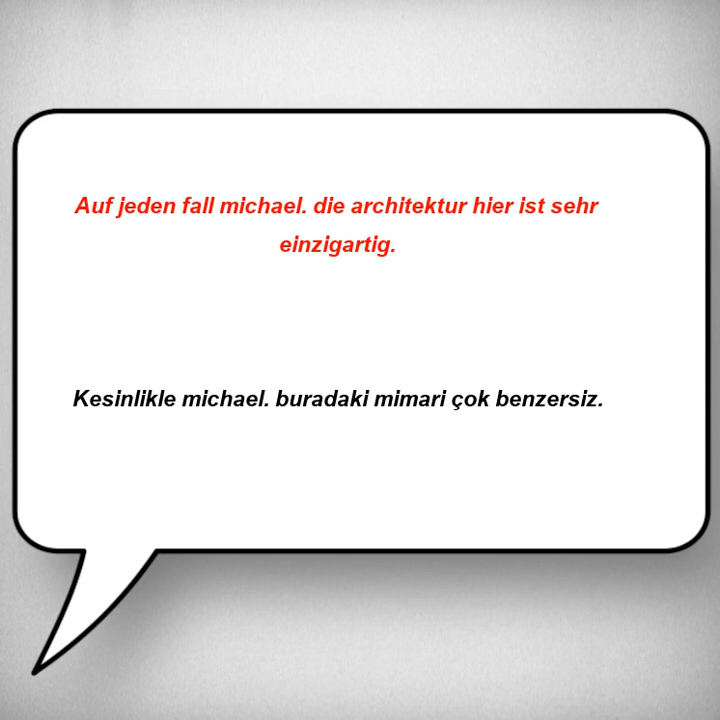 Auf jeden fall michael. die architektur hier ist sehr
einzigartig.
Kesinlikle michael. buradaki mimari çok benzersiz.